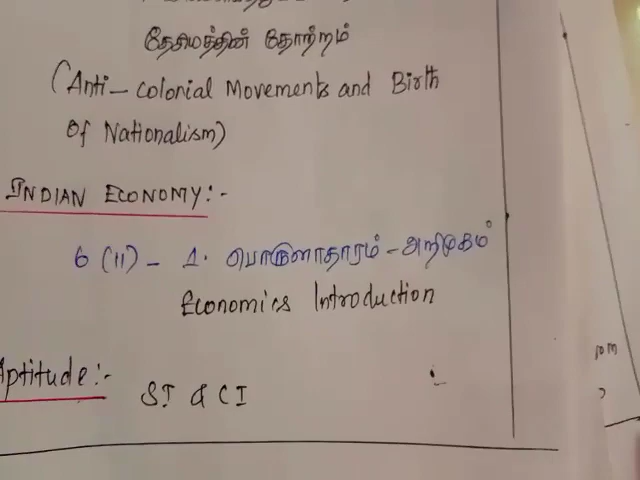 தேசியத்தின் தோற்றம்
(Anti - colonial Movements and Birth
Of Nationalism)
INDIAN ECONOMY:-
6 (II) - 1. பொருளாதாரம் - அறிமுகம்
Economics Introduction
Aptitude:-
SI & CI